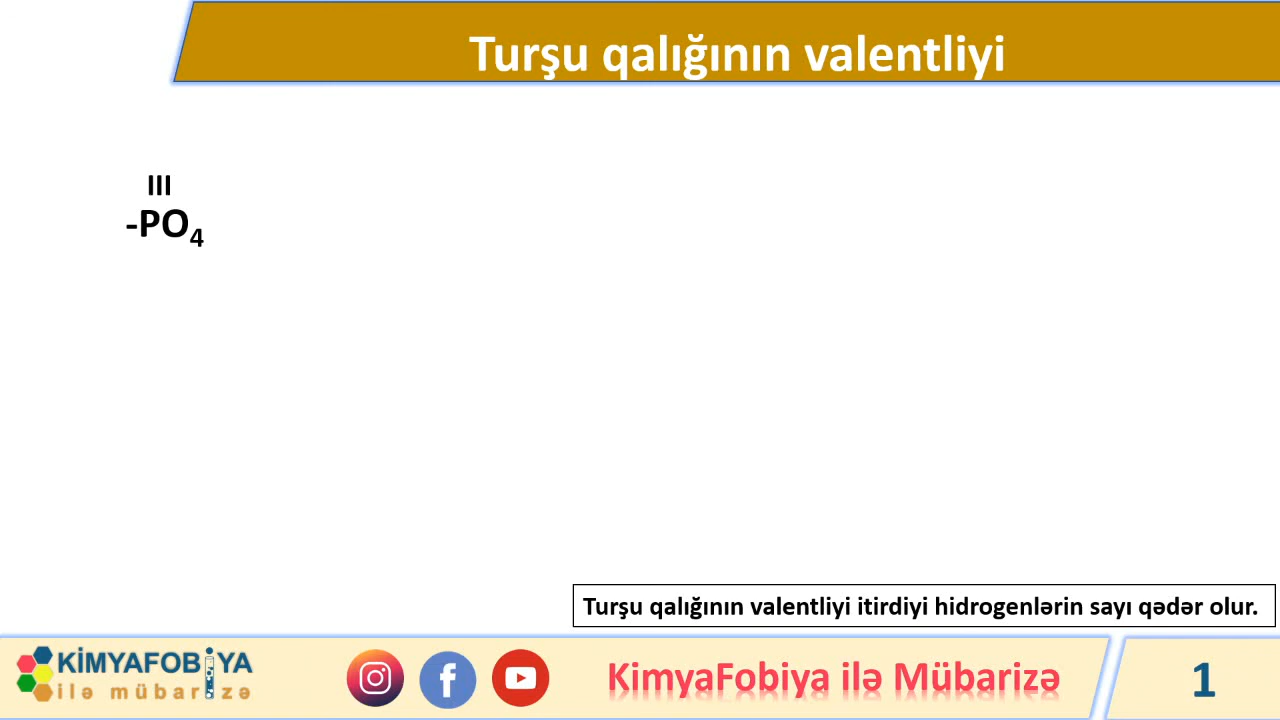 Turşu qalığının valentliyi
III
-PO₄
Turşu qalığının valentliyi itirdiyi hidrogenlərin sayı qədər olur.
KİMYAFOBİYA
ilə mübarizə
KimyaFobiya ilə Mübarizə
1